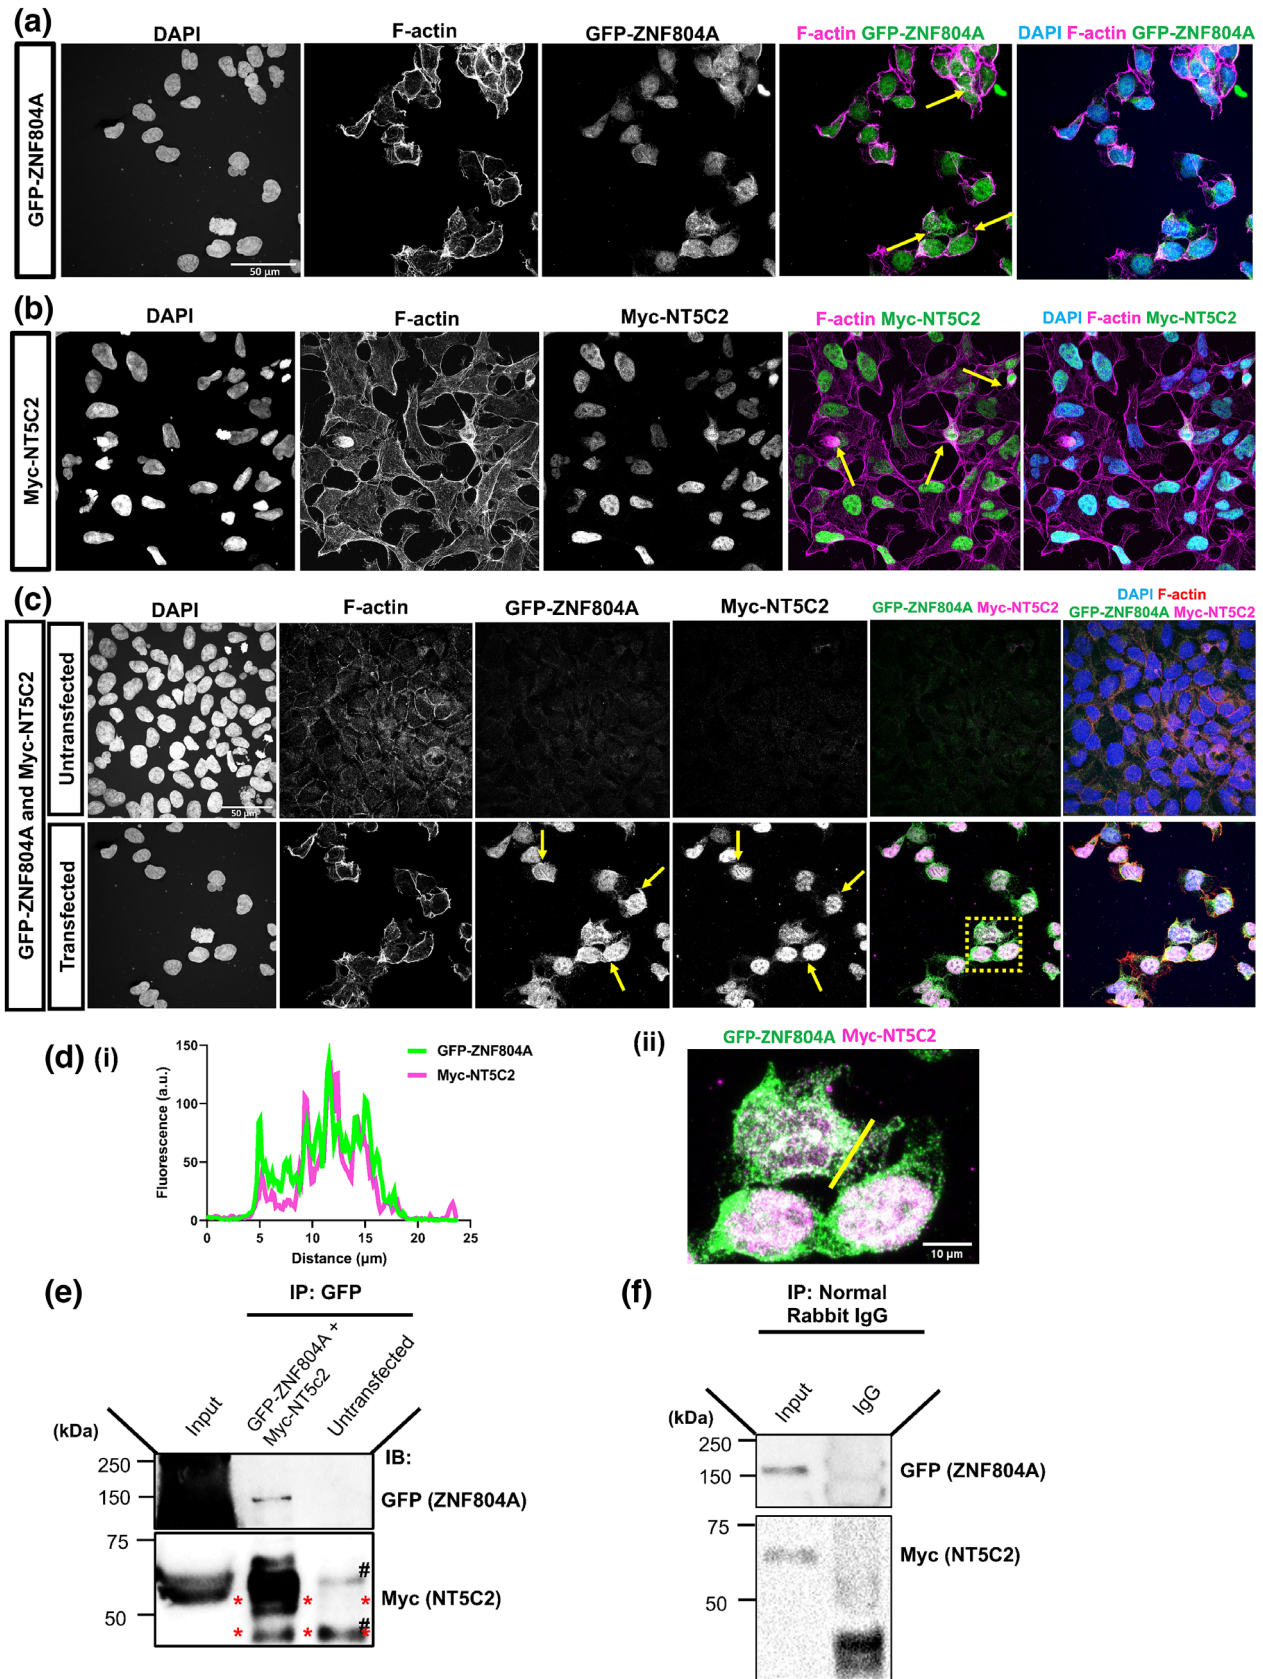 (a)
DAPI
F-actin
GFP-ZNF804A
F-actin GFP-ZNF804A
DAPI F-actin GFP-ZNF804A
GFP-ZNF804A
50 μm
(b)
DAPI
F-actin
Myc-NT5C2
F-actin Myc-NT5C2
DAPI F-actin Myc-NT5C2
Myc-NT5C2
(c)
DAPI
F-actin
GFP-ZNF804A
Myc-NT5C2
GFP-ZNF804A Myc-NT5C2
DAPI F-actin
GFP-ZNF804A Myc-NT5C2
GFP-ZNF804A and Myc-NT5C2
Untransfected
50 μm
Transfected
(d) (i)
150
100
50
0
Fluorescence (a.u.)
0 5 10 15 20 25
Distance (μm)
GFP-ZNF804A
Myc-NT5C2
(ii)
GFP-ZNF804A Myc-NT5C2
10 μm
(e)
IP: GFP
Input
GFP-ZNF804A +
Myc-NT5c2
Untransfected
(kDa)
IB:
250
150
GFP (ZNF804A)
75
50
#
* * *
#
* * *
Myc (NT5C2)
(f)
IP: Normal
Rabbit IgG
Input
IgG
(kDa)
250
150
GFP (ZNF804A)
75
50
Myc (NT5C2)